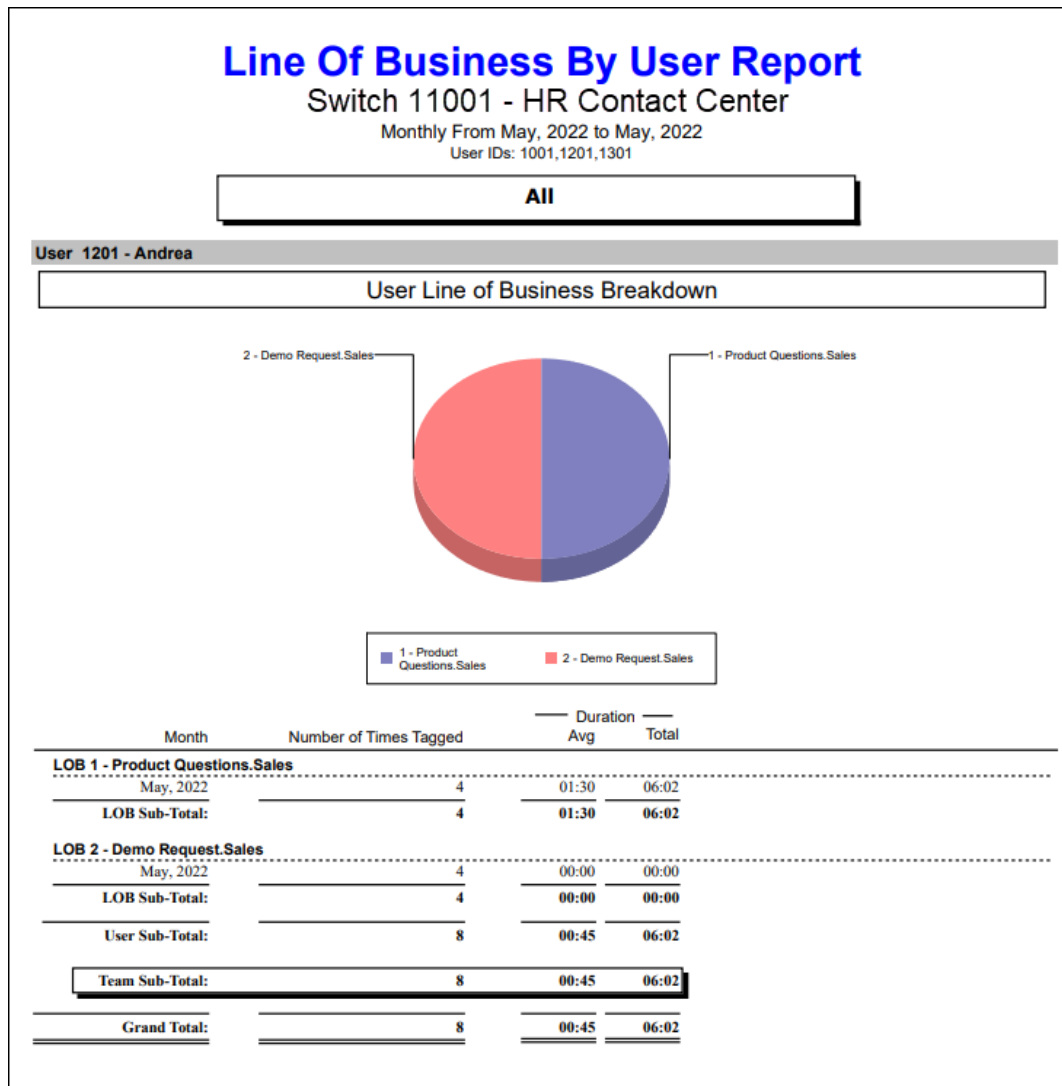 Line Of Business By User Report
Switch 11001 - HR Contact Center
Monthly From May, 2022 to May, 2022
User IDs: 1001,1201,1301
All
User 1201 - Andrea
User Line of Business Breakdown
2 - Demo Request.Sales
1 - Product Questions.Sales
1 - Product
Questions.Sales
2 - Demo Request.Sales
Duration
Month Number of Times Tagged Avg Total
LOB 1 - Product Questions.Sales
May, 2022 4 01:30 06:02
LOB Sub-Total: 4 01:30 06:02
LOB 2 - Demo Request.Sales
May, 2022 4 00:00 00:00
LOB Sub-Total: 4 00:00 00:00
User Sub-Total: 8 00:45 06:02
Team Sub-Total: 8 00:45 06:02
Grand Total: 8 00:45 06:02